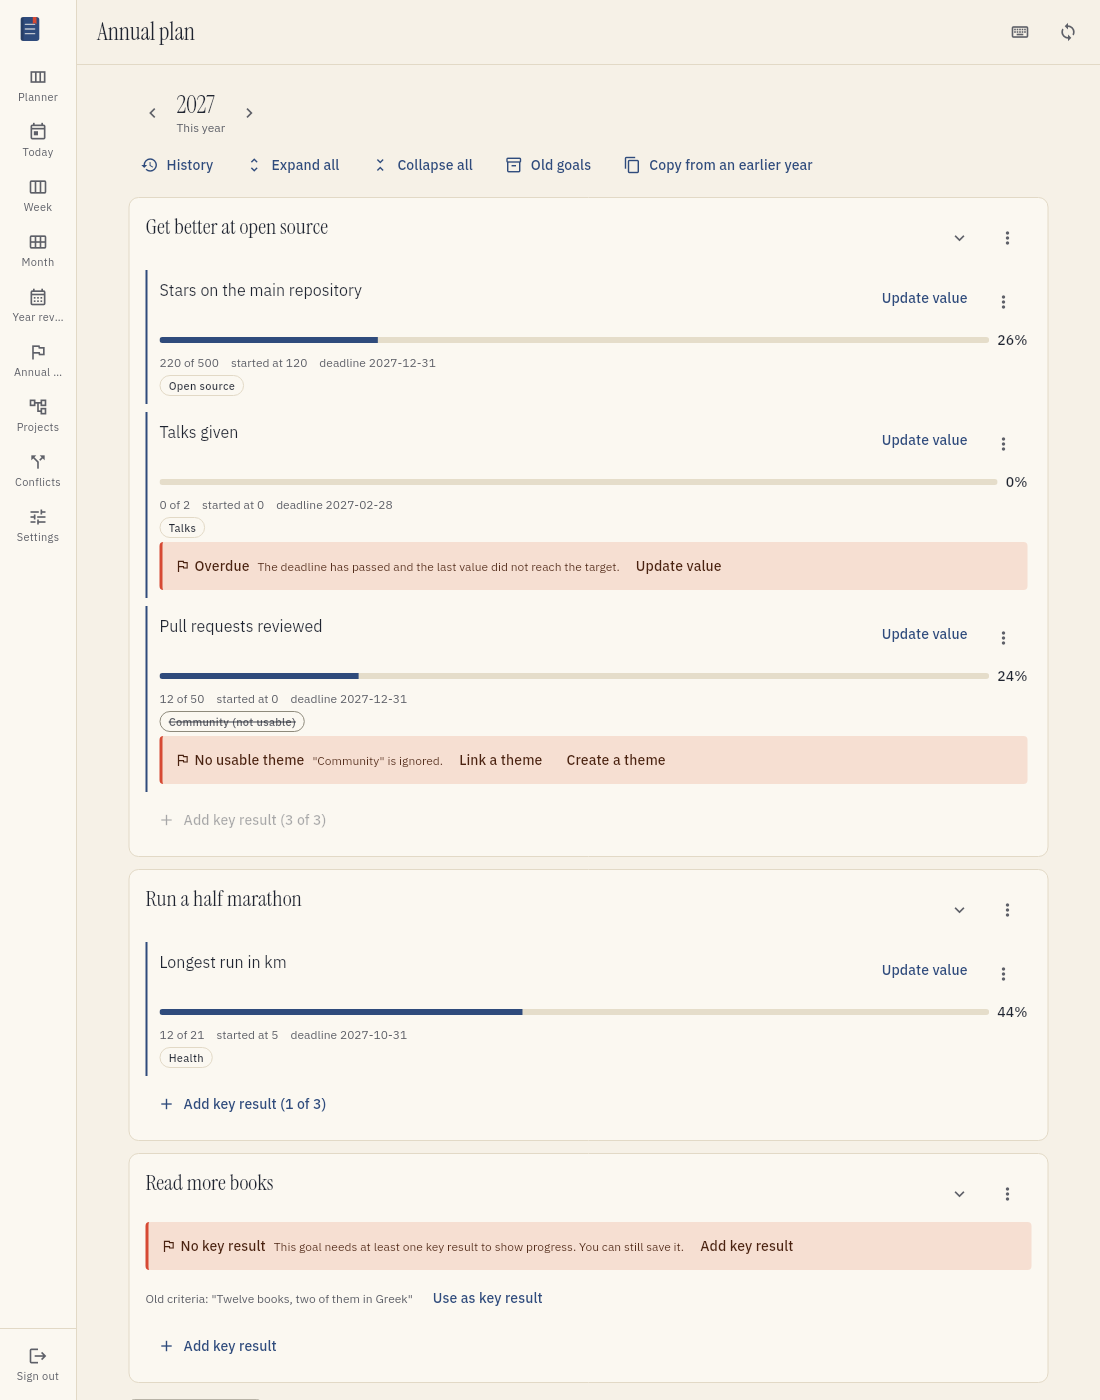 Annual plan
Planner
Today
Week
Month
Year rev...
Annual ...
Projects
Conflicts
Settings
Sign out
2027
This year
History Expand all Collapse all Old goals Copy from an earlier year
Get better at open source
Stars on the main repository
Update value
26%
220 of 500 started at 120 deadline 2027-12-31
Open source
Talks given
Update value
0%
0 of 2 started at 0 deadline 2027-02-28
Talks
Overdue The deadline has passed and the last value did not reach the target. Update value
Pull requests reviewed
Update value
24%
12 of 50 started at 0 deadline 2027-12-31
Community (not usable)
No usable theme "Community" is ignored. Link a theme Create a theme
Add key result (3 of 3)
Run a half marathon
Longest run in km
Update value
44%
12 of 21 started at 5 deadline 2027-10-31
Health
Add key result (1 of 3)
Read more books
No key result This goal needs at least one key result to show progress. You can still save it. Add key result
Old criteria: "Twelve books, two of them in Greek" Use as key result
Add key result